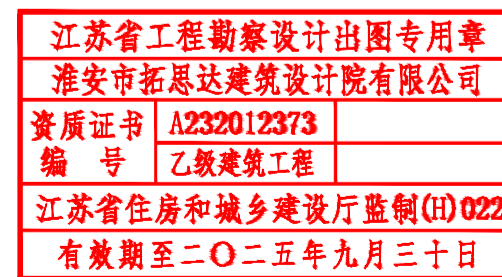 江苏省工程勘察设计出图专用章
淮安市拓思达建筑设计院有限公司
资质证书 A232012373
编 号 乙级建筑工程
江苏省住房和城乡建设厅监制(H)022
有效期至二〇二五年九月三十日